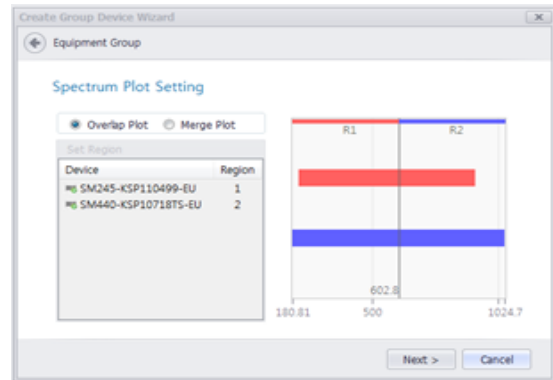 Create Group Device Wizard
Equipment Group
Spectrum Plot Setting
Overlap Plot Merge Plot
Set Region
Device Region
SM245-KSP110499-EU 1
SM440-KSP10718TS-EU 2
R1 R2
602.8
180.81 500 1024.7
Next > Cancel